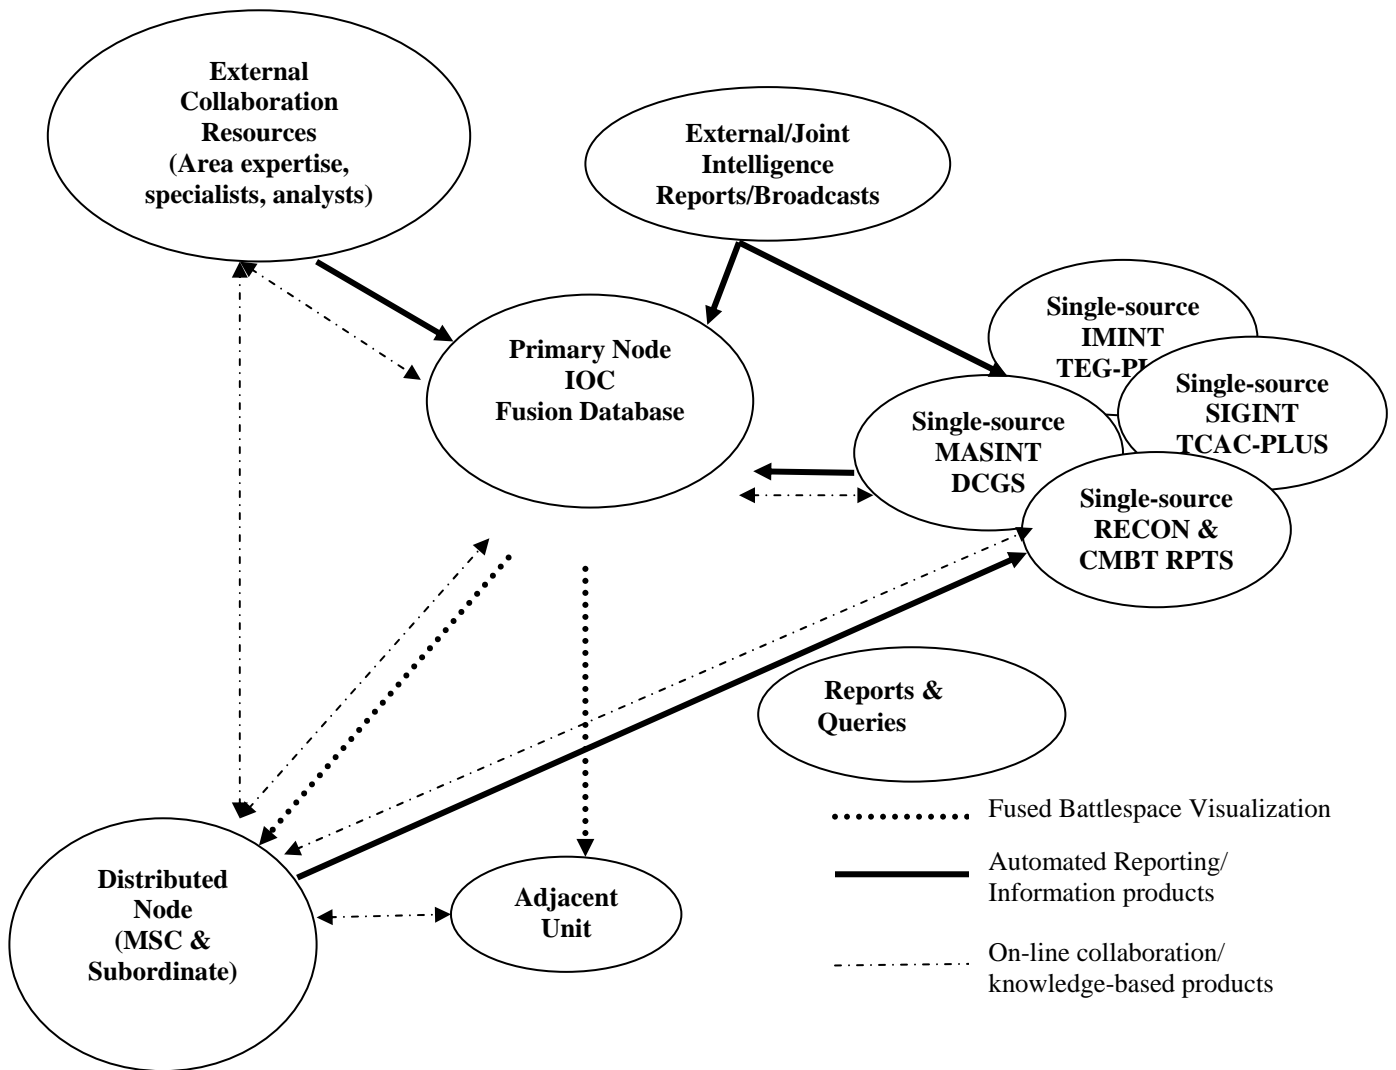 External
Collaboration
Resources
(Area expertise,
specialists, analysts)
External/Joint
Intelligence
Reports/Broadcasts
Primary Node
IOC
Fusion Database
Single-source
IMINT
Single-source
SIGINT
TCAC-PLUS
Single-source
MASINT
DCGS
Single-source
RECON &
CMBT RPTS
Reports &
Queries
Distributed
Node
(MSC &
Subordinate)
Adjacent
Unit
Fused Battlespace Visualization
Automated Reporting/
Information products
On-line collaboration/
knowledge-based products